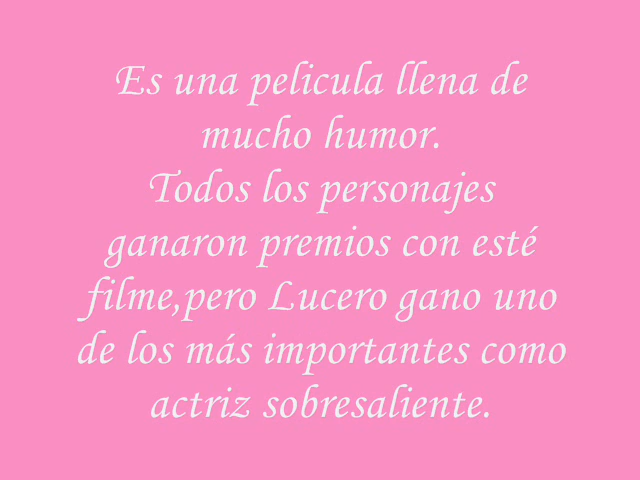 Es una pelicula llena de
mucho humor.
Todos los personajes
ganaron premios con esté
filme,pero Lucero gano uno
de los más importantes como
actriz sobresaliente.